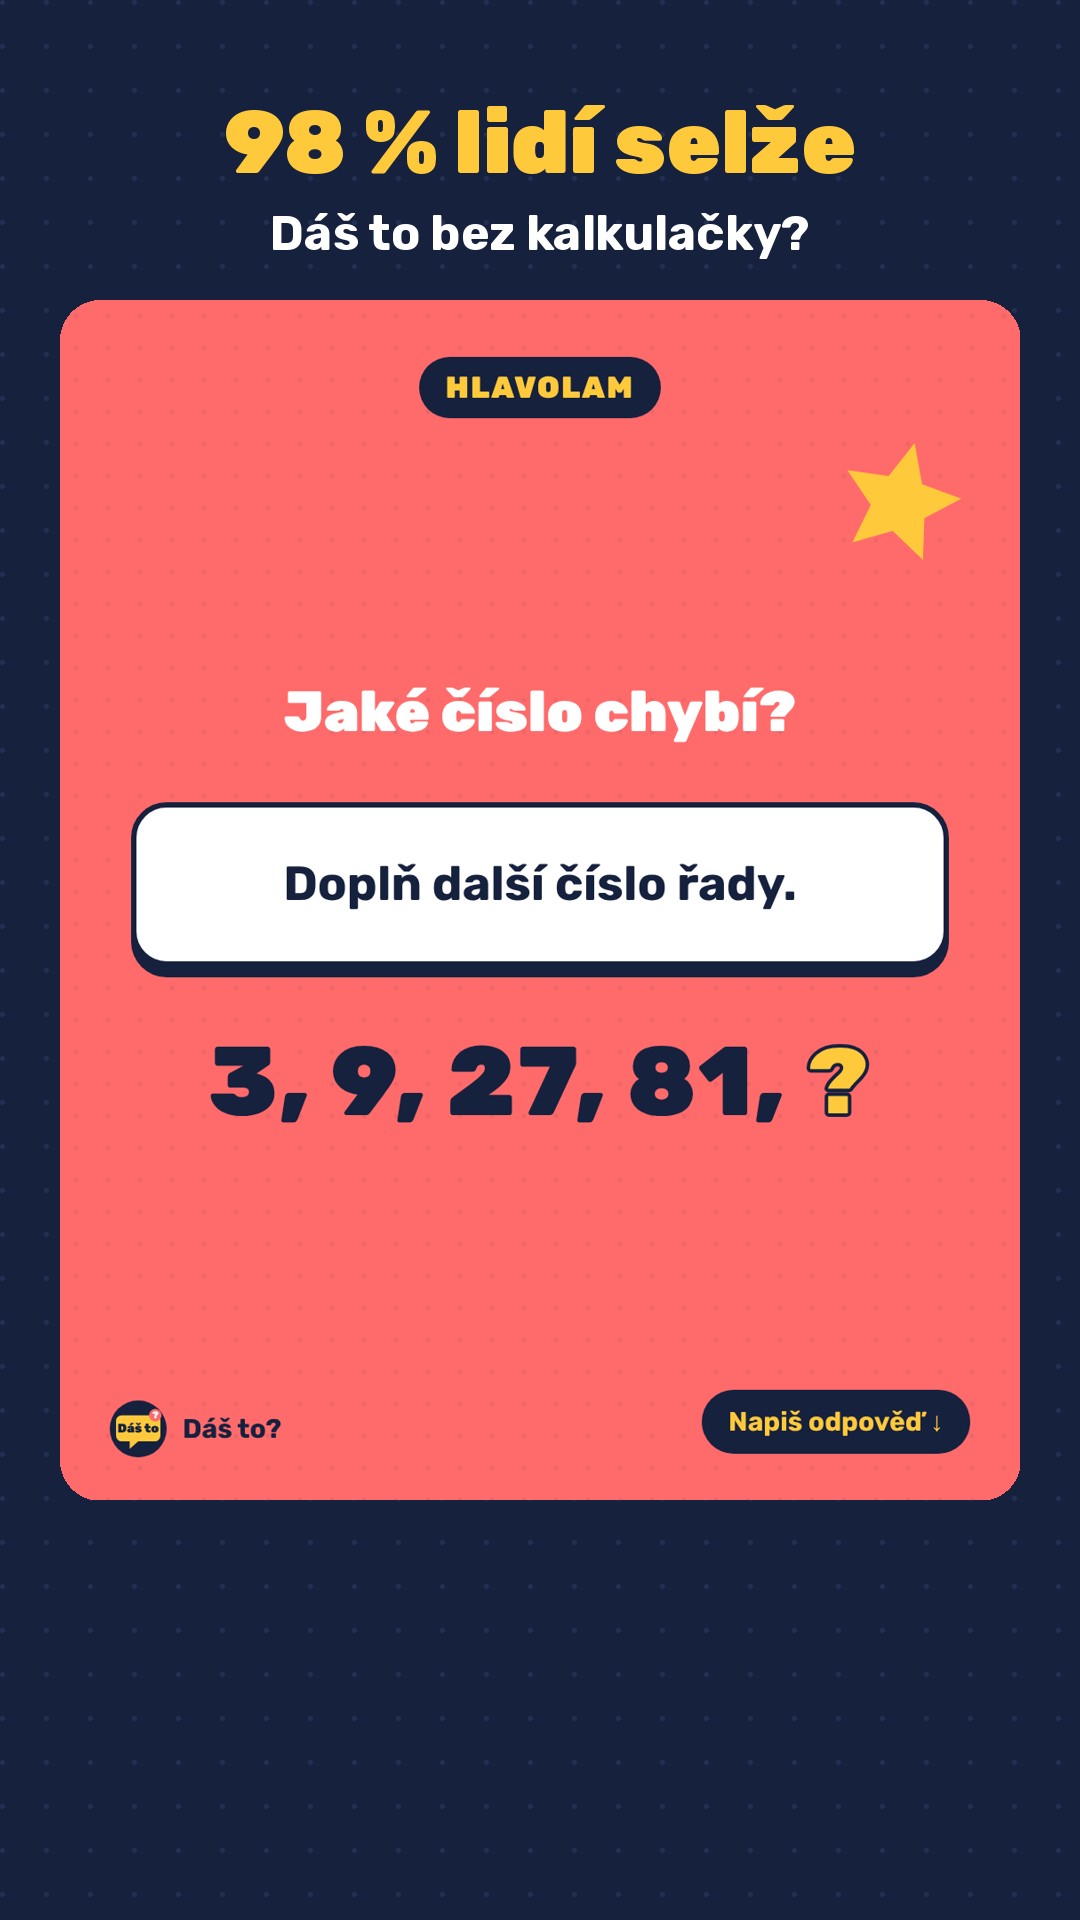 98 % lidí selže
Dáš to bez kalkulačky?
HLAVOLAM
Jaké číslo chybí?
Doplň další číslo řady.
3, 9, 27, 81, ?
Dáš to ?
Dáš to?
Napiš odpověď ↓